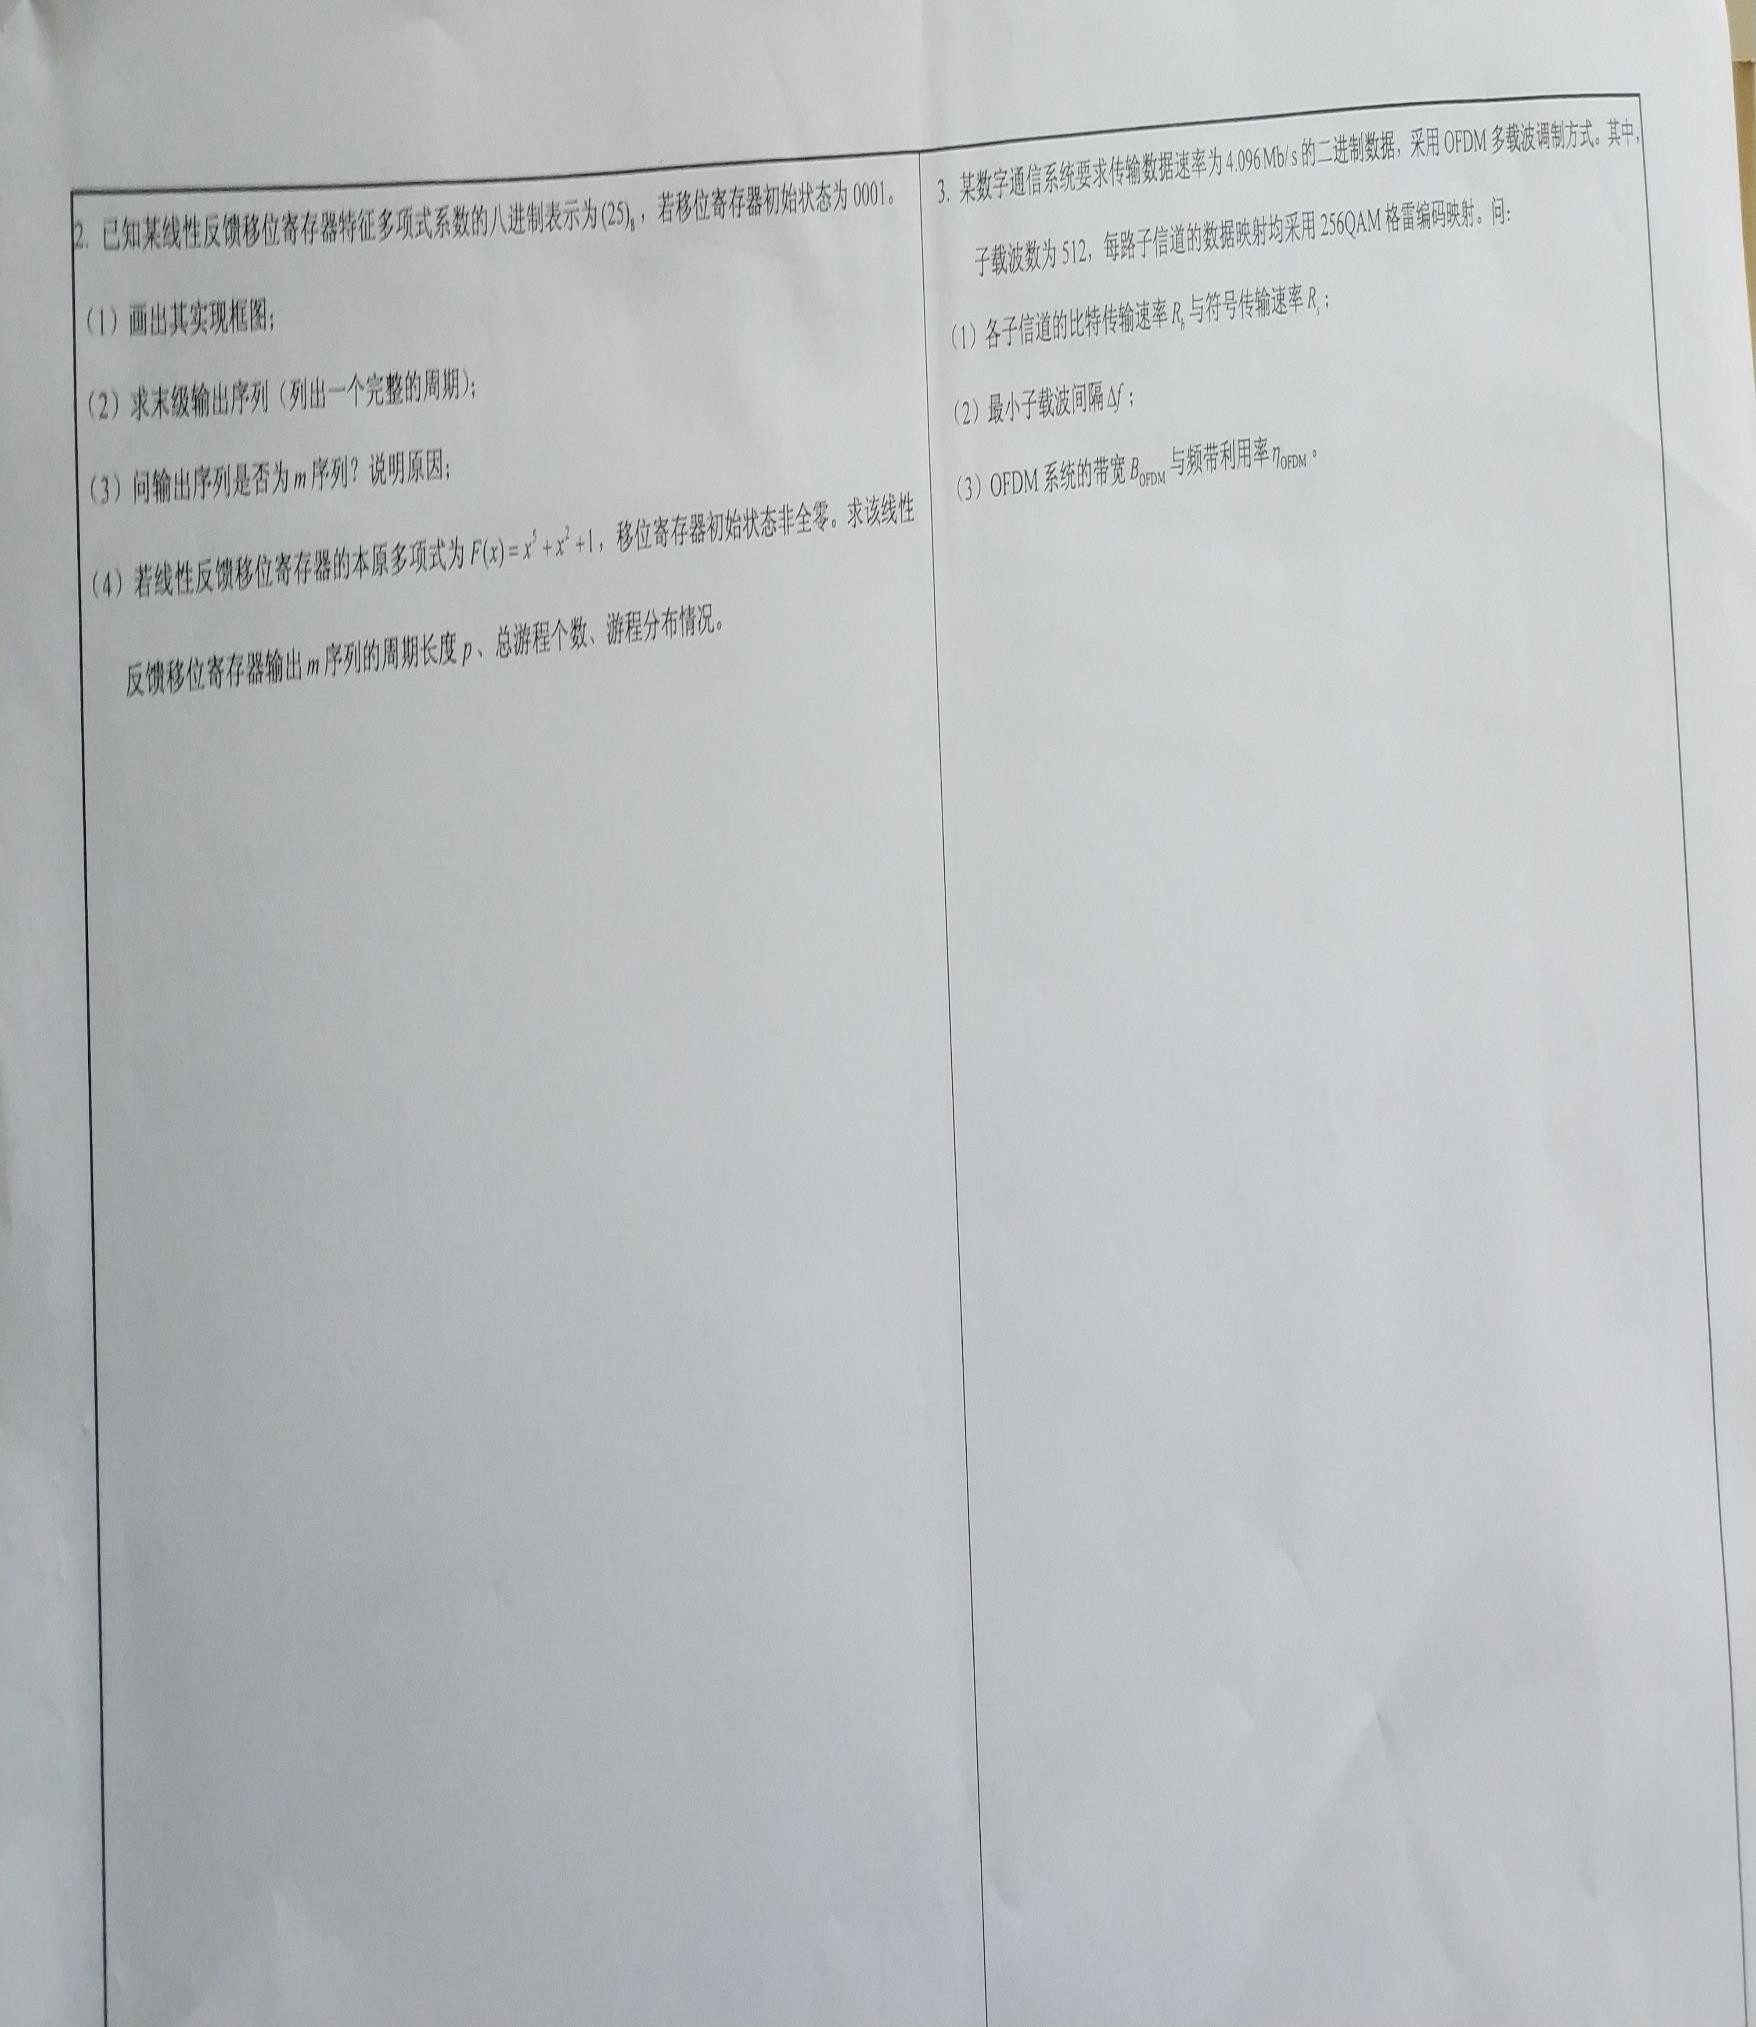 2. 已知某线性反馈移位寄存器特征多项式系数的八进制表示为(25)₈，若移位寄存器初始状态为0001。
（1）画出其实现框图；
（2）求末级输出序列（列出一个完整的周期）；
（3）问输出序列是否为m序列？说明原因；
（4）若线性反馈移位寄存器的本原多项式为F(x)=x⁵+x²+1，移位寄存器初始状态非全零。求该线性
反馈移位寄存器输出m序列的周期长度p、总游程个数、游程分布情况。
3. 某数字通信系统要求传输数据速率为4.096Mb/s的二进制数据，采用OFDM多载波调制方式。其中，
子载波数为512，每路子信道的数据映射均采用256QAM格雷编码映射。问：
（1）各子信道的比特传输速率R_b与符号传输速率R_s；
（2）最小子载波间隔Δf；
（3）OFDM系统的带宽B_OFDM与频带利用率η_OFDM。